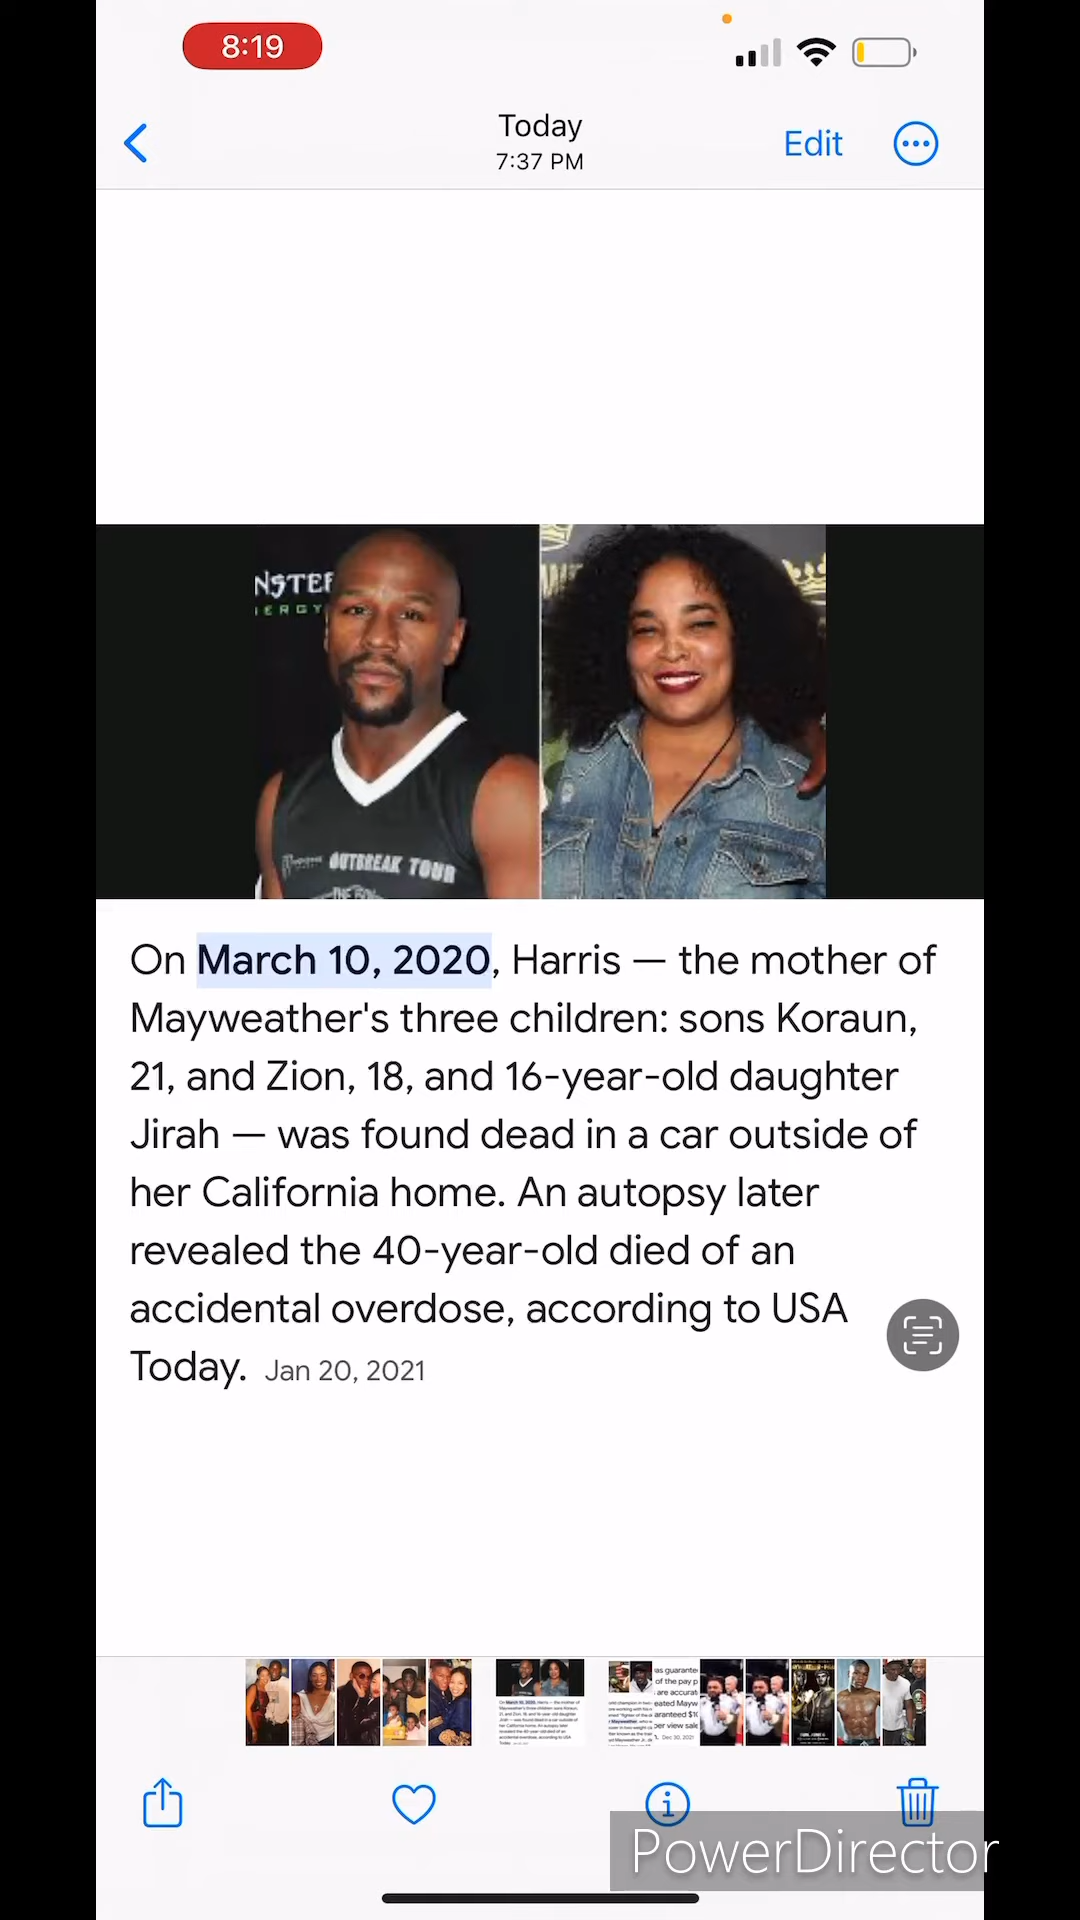 8:19
Today
7:37 PM
Edit
NSTER
ERGY
OUTBREAK TOUR
On March 10, 2020, Harris — the mother of
Mayweather's three children: sons Koraun,
21, and Zion, 18, and 16-year-old daughter
Jirah — was found dead in a car outside of
her California home. An autopsy later
revealed the 40-year-old died of an
accidental overdose, according to USA
Today. Jan 20, 2021
PowerDirector